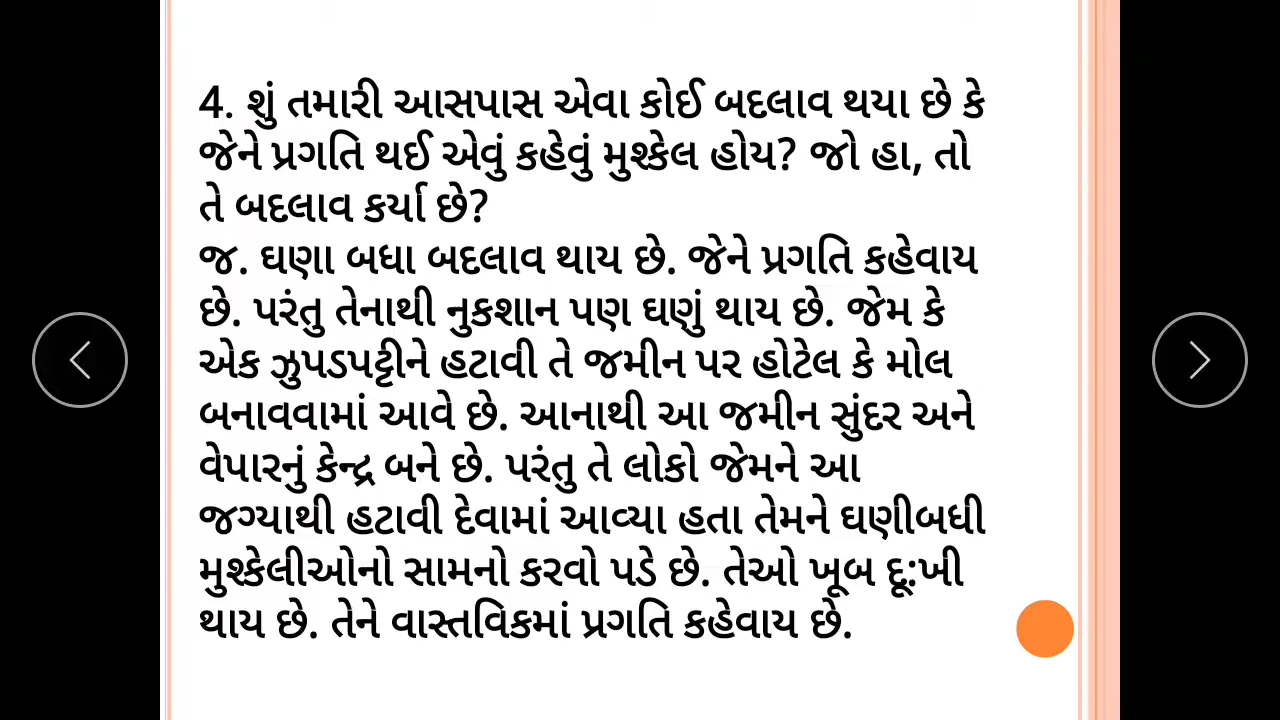 4. શું તમારી આસપાસ એવા કોઈ બદલાવ થયા છે કે
જેને પ્રગતિ થઈ એવું કહેવું મુશ્કેલ હોય? જો હા, તો
તે બદલાવ કર્યા છે?
જ. ઘણા બધા બદલાવ થાય છે. જેને પ્રગતિ કહેવાય
છે. પરંતુ તેનાથી નુકશાન પણ ઘણું થાય છે. જેમ કે
એક ઝુપડપટ્ટીને હટાવી તે જમીન પર હોટેલ કે મોલ
બનાવવામાં આવે છે. આનાથી આ જમીન સુંદર અને
વેપારનું કેન્દ્ર બને છે. પરંતુ તે લોકો જેમને આ
જગ્યાથી હટાવી દેવામાં આવ્યા હતા તેમને ઘણીબધી
મુશ્કેલીઓનો સામનો કરવો પડે છે. તેઓ ખૂબ દૂ:ખી
થાય છે. તેને વાસ્તવિકમાં પ્રગતિ કહેવાય છે.